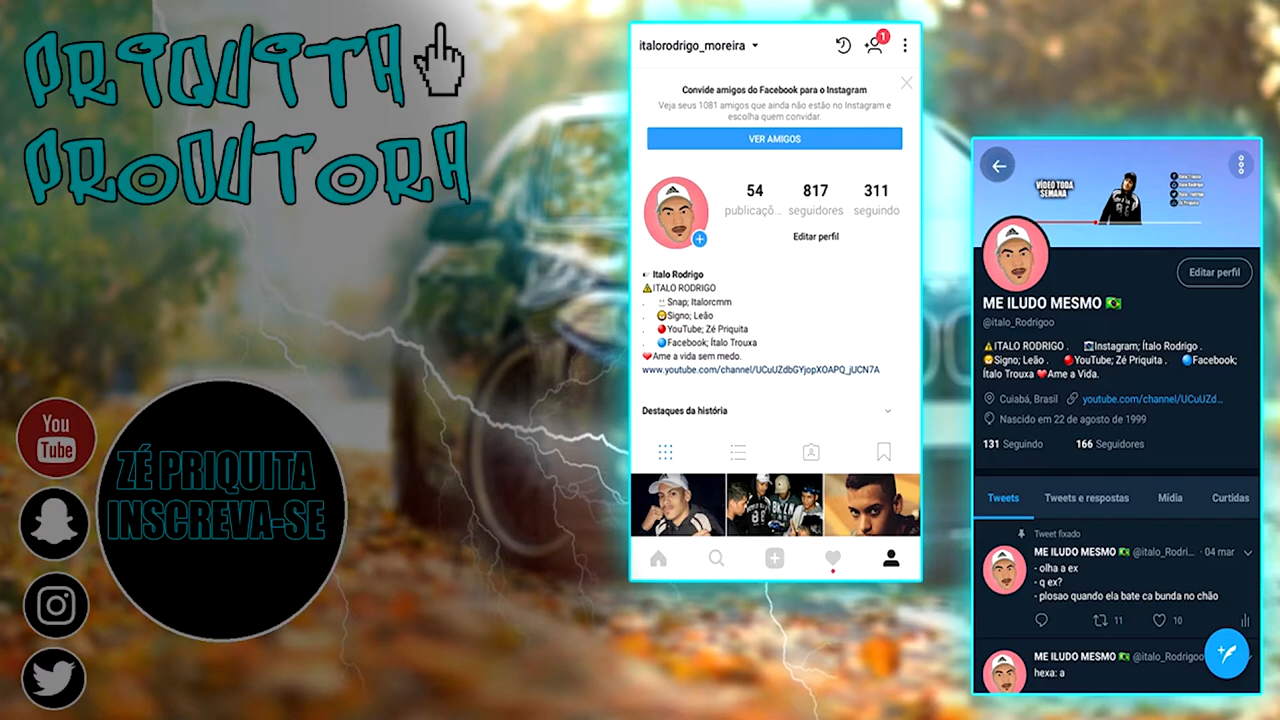 PRIQUITA
PRODUTORA
You
Tube
ZÉ PRIQUITA
INSCREVA-SE
italorodrigo_moreira
1
Convide amigos do Facebook para o Instagram
Veja seus 1081 amigos que ainda não estão no Instagram e
escolha quem convidar.
VER AMIGOS
54 817 311
publicaçõ... seguidores seguindo
Editar perfil
Italo Rodrigo
⚠ITALO RODRIGO
. Snap; Italorcmm
. Signo; Leão
. 🔴YouTube; Zé Priquita
. 🔵Facebook; Ítalo Trouxa
❤Ame a vida sem medo.
www.youtube.com/channel/UCuUZdbGYjopXOAPQ_jUCN7A
Destaques da história
VÍDEO TODA
SEMANA
Editar perfil
ME ILUDO MESMO 🇧🇷
@italo_Rodrigoo
⚠ITALO RODRIGO . Instagram; Ítalo Rodrigo .
Signo; Leão . 🔴YouTube; Zé Priquita . 🔵Facebook;
Ítalo Trouxa ❤Ame a Vida.
Cuiabá, Brasil youtube.com/channel/UCuUZd...
Nascido em 22 de agosto de 1999
131 Seguindo 166 Seguidores
Tweets Tweets e respostas Mídia Curtidas
Tweet fixado
ME ILUDO MESMO 🇧🇷 @italo_Rodri... · 04 mar
- olha a ex
- q ex?
- plosao quando ela bate ca bunda no chão
11 10
ME ILUDO MESMO 🇧🇷 @italo_Rodrigoo
hexa: a